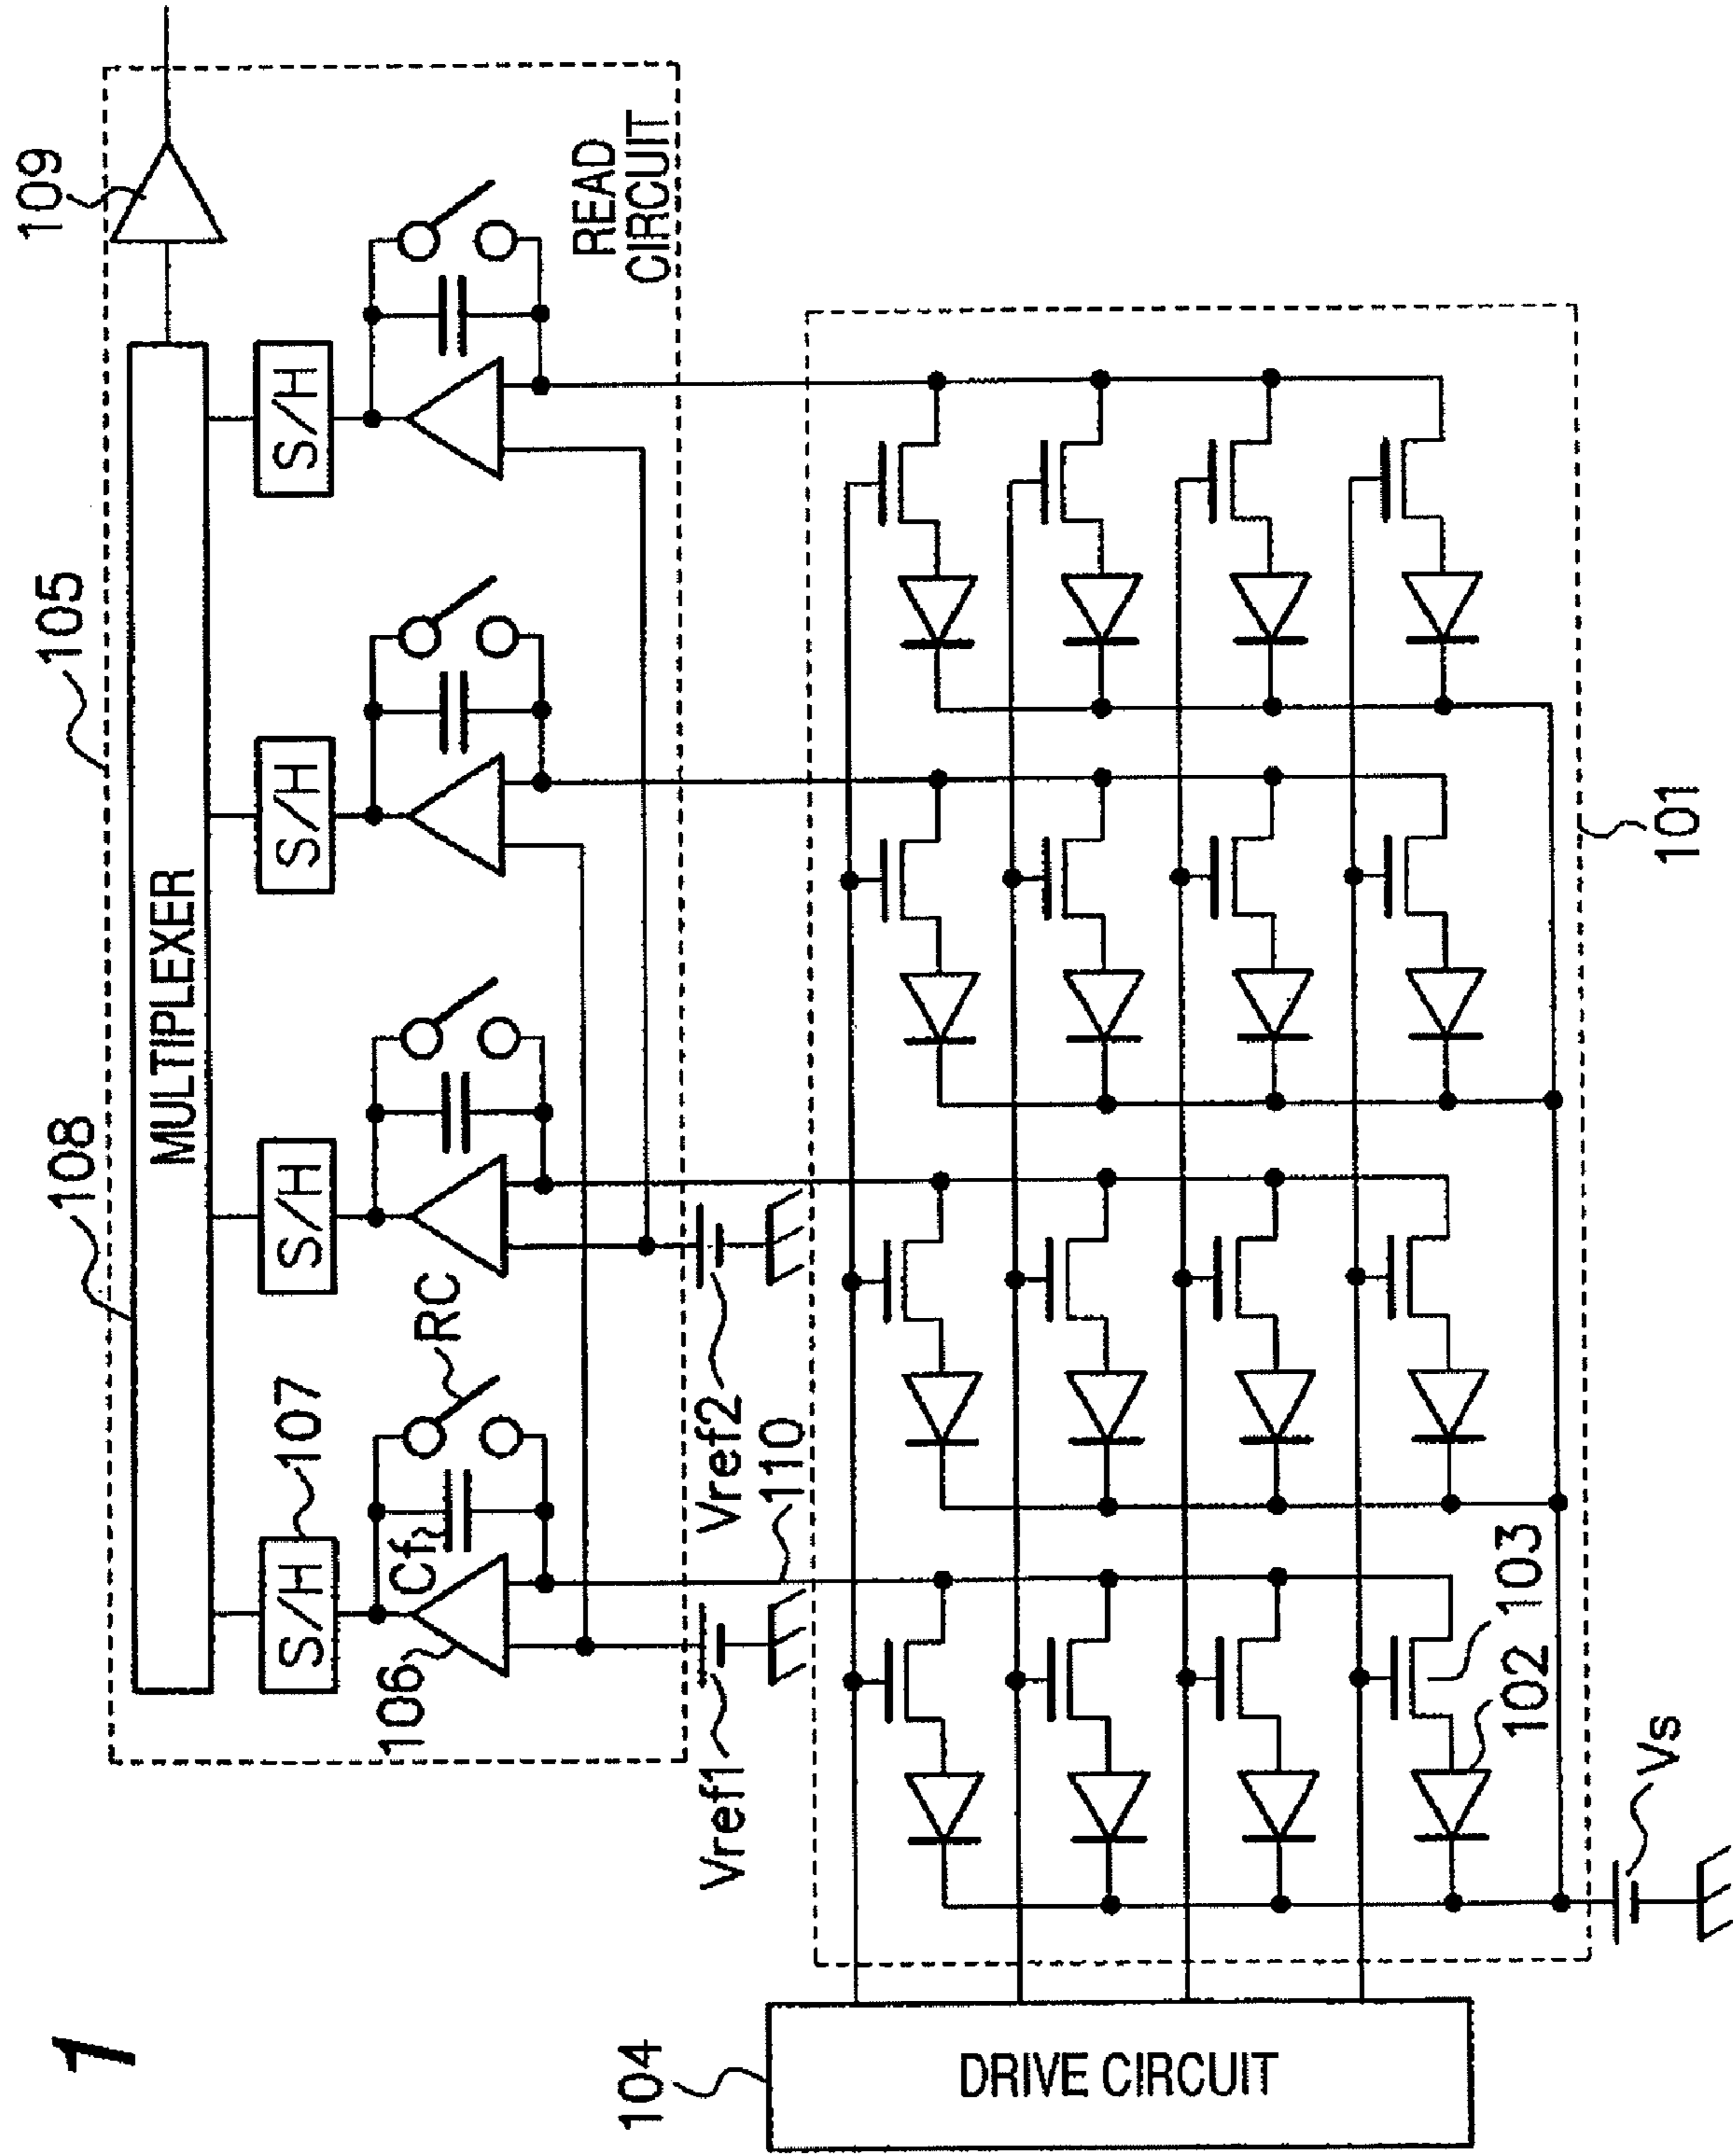 1
109
105
108
MULTIPLEXER
S/H
S/H
S/H
S/H
107
RC
Cf
106
READ
CIRCUIT
Vref1
Vref2
110
101
103
102
Vs
104
DRIVE CIRCUIT